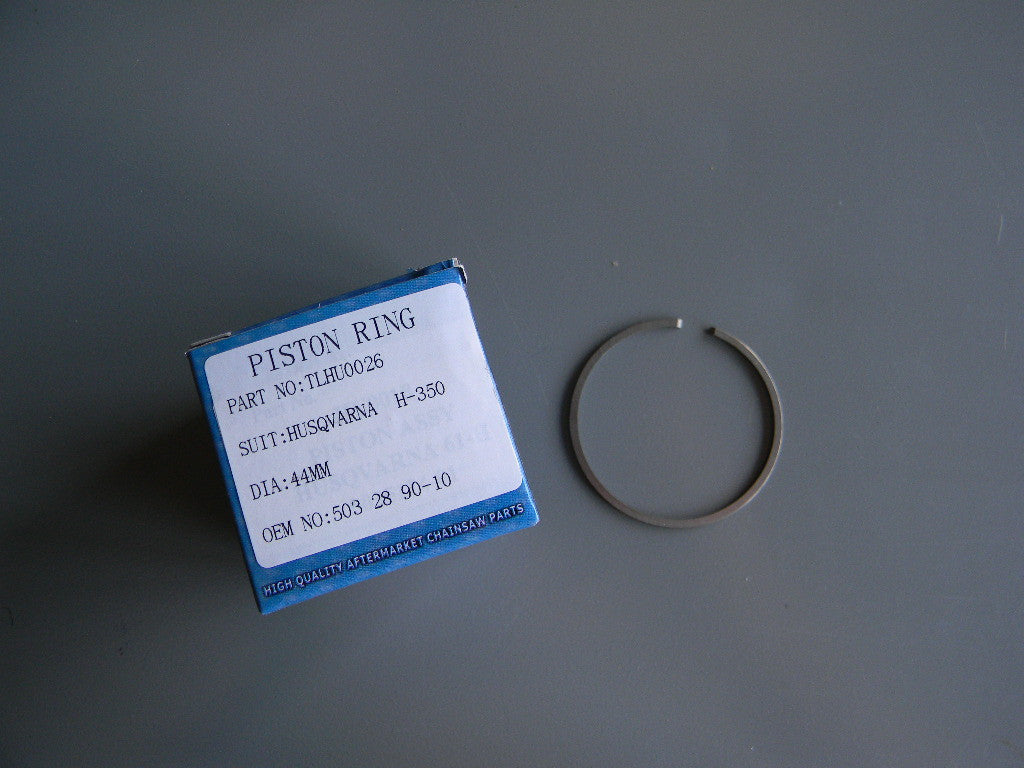 PISTON RING
PART NO:TLHU0026
SUIT:HUSQVARNA H-350
DIA:44MM
OEM NO:503 28 90-10
HIGH QUALITY AFTERMARKET CHAINSAW PARTS